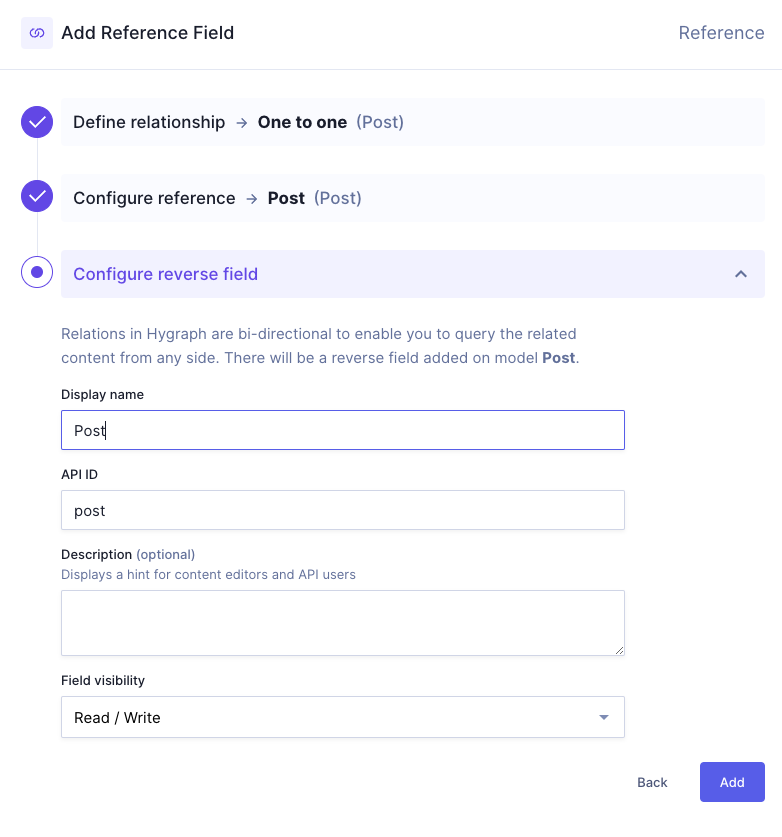 Add Reference Field
Reference
Define relationship → One to one (Post)
Configure reference → Post (Post)
Configure reverse field
Relations in Hygraph are bi-directional to enable you to query the related
content from any side. There will be a reverse field added on model Post.
Display name
Post
API ID
post
Description (optional)
Displays a hint for content editors and API users
Field visibility
Read / Write
Back
Add